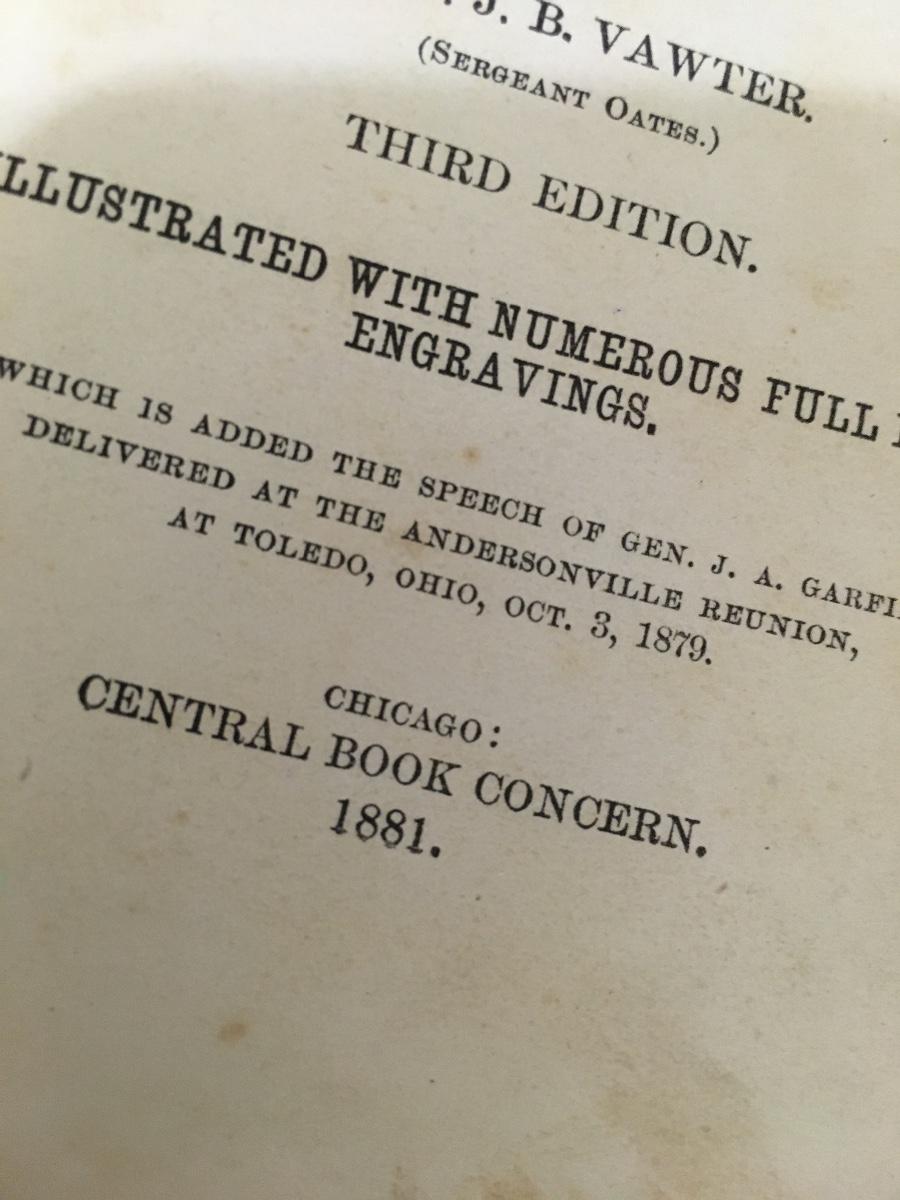 J. B. VAWTER.
(SERGEANT OATES.)
THIRD EDITION.
ILLUSTRATED WITH NUMEROUS FULL
ENGRAVINGS.
WHICH IS ADDED THE SPEECH OF GEN. J. A. GARFI
DELIVERED AT THE ANDERSONVILLE REUNION,
AT TOLEDO, OHIO, OCT. 3, 1879.
CHICAGO:
CENTRAL BOOK CONCERN.
1881.